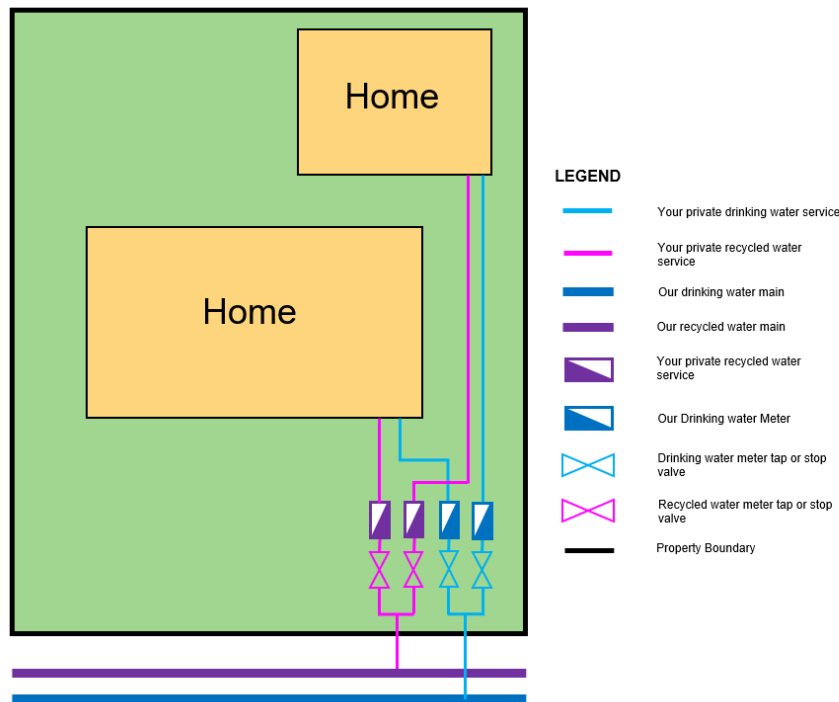 Home
Home
LEGEND
Your private drinking water service
Your private recycled water
service
Our drinking water main
Our recycled water main
Your private recycled water
service
Our Drinking water Meter
Drinking water meter tap or stop
valve
Recycled water meter tap or stop
valve
Property Boundary